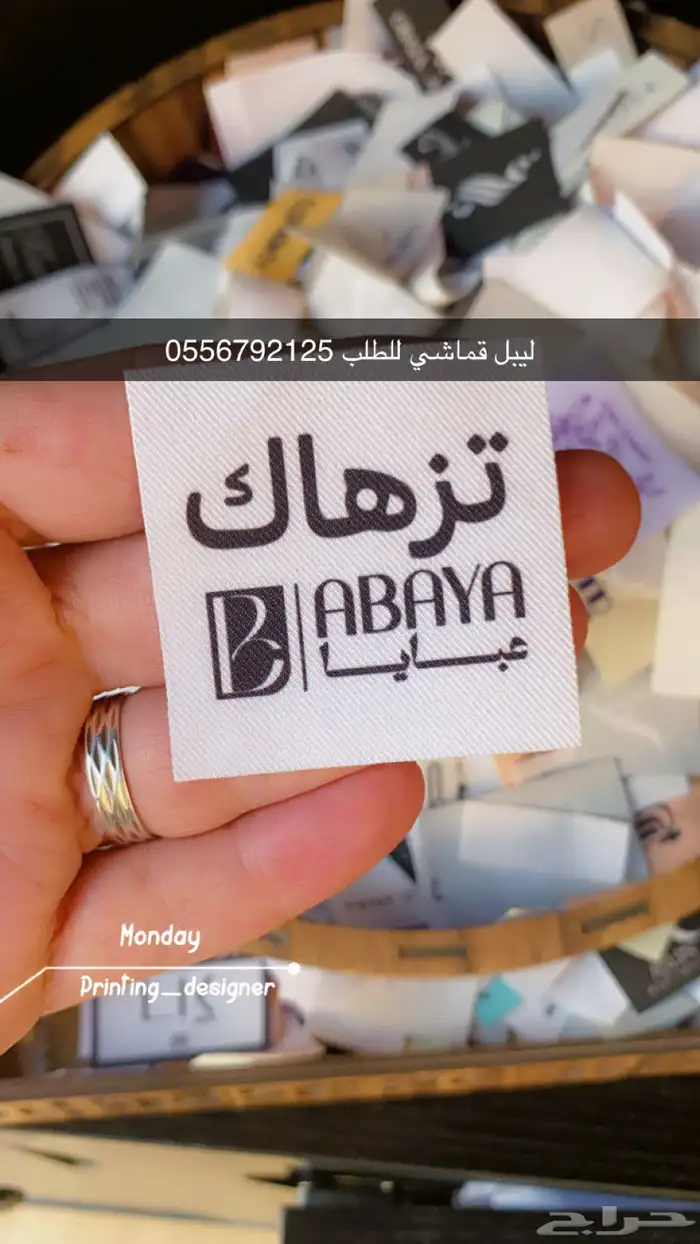 ليبل قماشي للطلب 0556792125
تزهاك
ABAYA
عبايا
Monday
Printing_designer
حراج